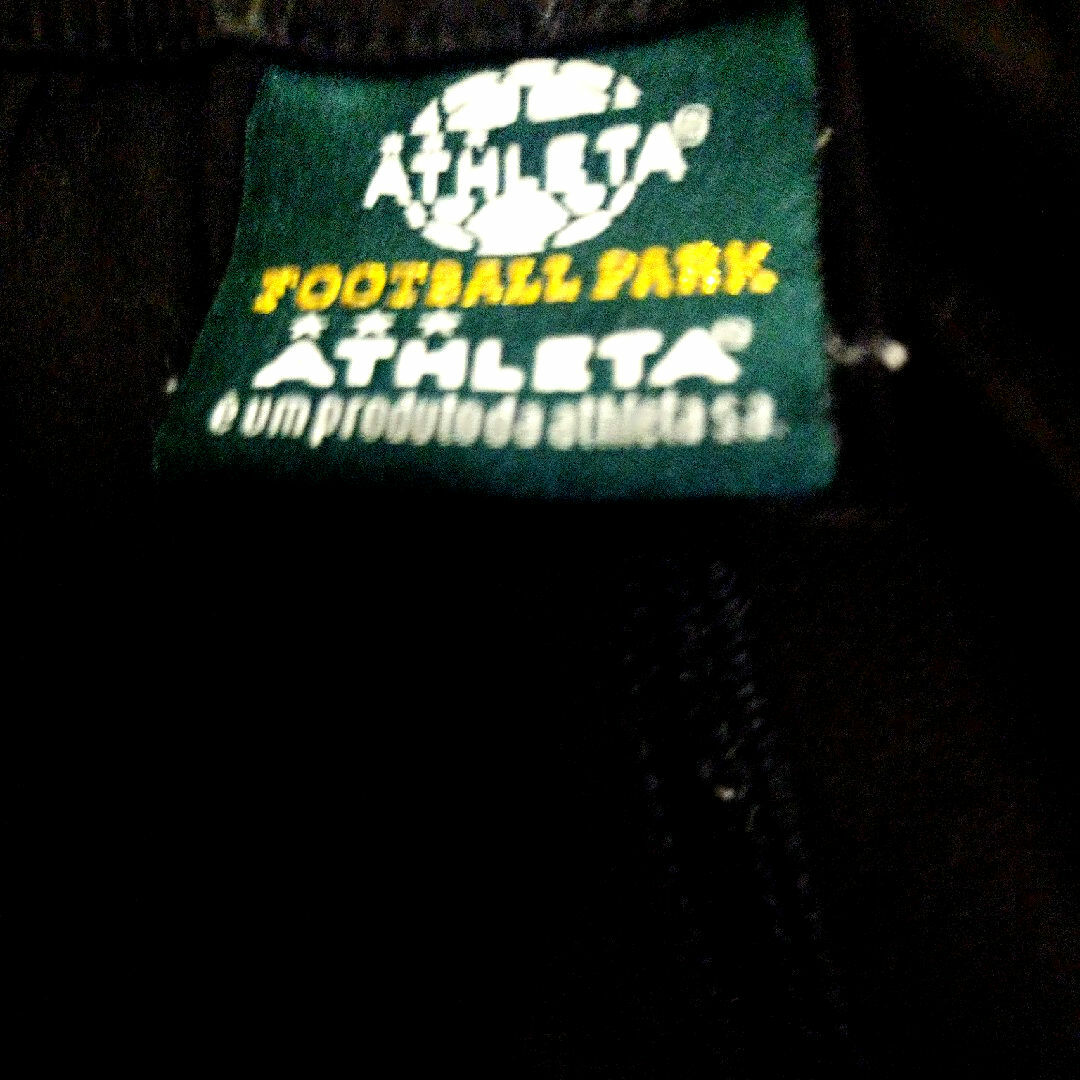 ATHLETA®
FOOTBALL PARK
ATHLETA®
é um produto da athleta s.a.